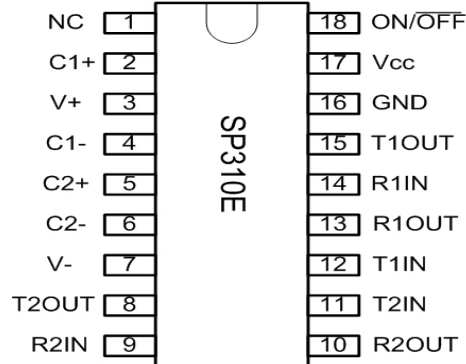 NC 1 18 ON/OFF
C1+ 2 17 Vcc
V+ 3 16 GND
C1- 4 15 T1OUT
C2+ 5 14 R1IN
C2- 6 13 R1OUT
V- 7 12 T1IN
T2OUT 8 11 T2IN
R2IN 9 10 R2OUT
SP310E